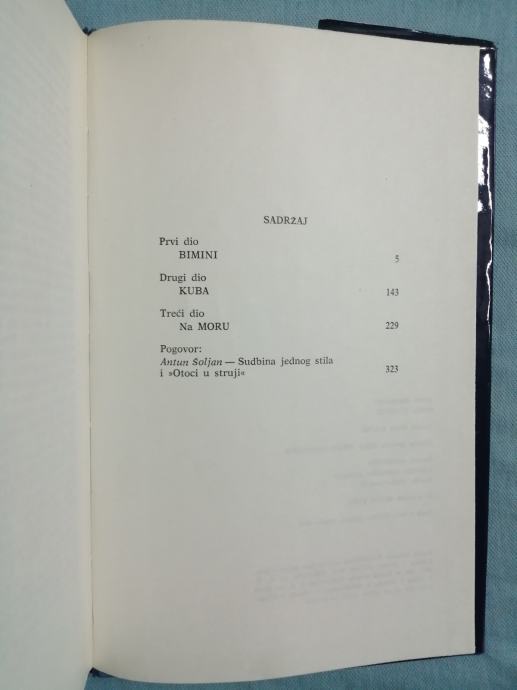 SADRŽAJ
Prvi dio
BIMINI 5
Drugi dio
KUBA 143
Treći dio
Na MORU 229
Pogovor:
Antun Šoljan — Sudbina jednog stila
i »Otoci u struji« 323